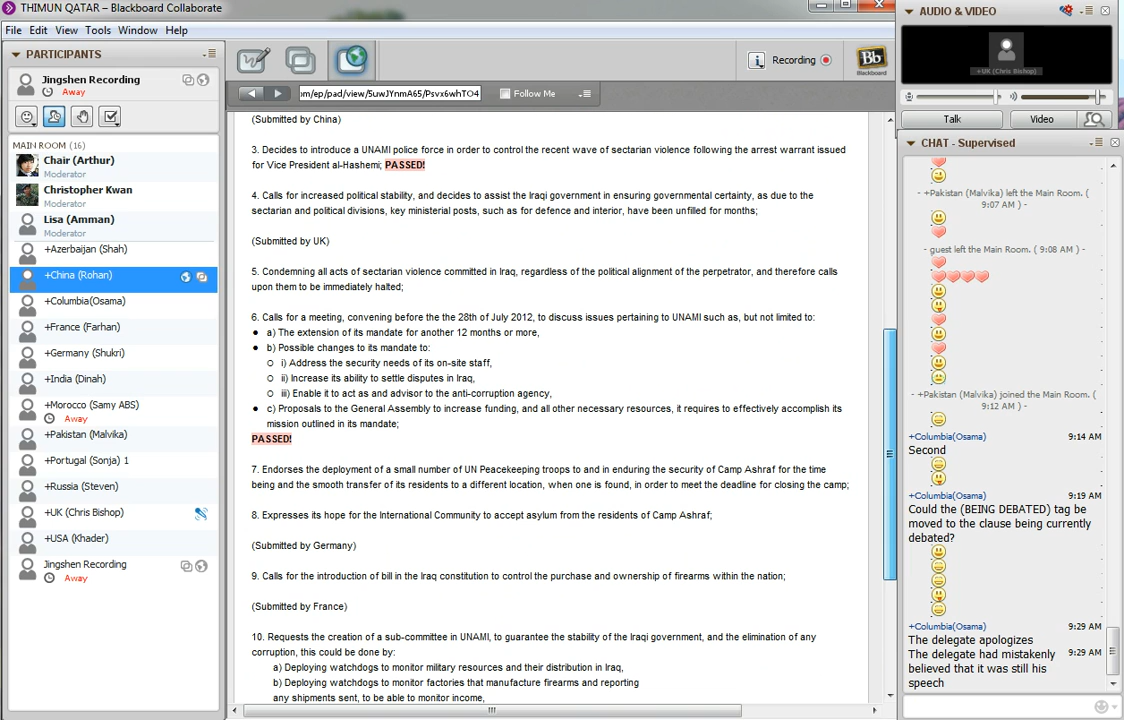 THIMUN QATAR – Blackboard Collaborate
File Edit View Tools Window Help
PARTICIPANTS
Jingshen Recording
Away
MAIN ROOM (16)
Chair (Arthur)
Moderator
Christopher Kwan
Moderator
Lisa (Amman)
Moderator
+Azerbaijan (Shah)
+China (Rohan)
+Columbia(Osama)
+France (Farhan)
+Germany (Shukri)
+India (Dinah)
+Morocco (Samy ABS)
Away
+Pakistan (Malvika)
+Portugal (Sonja) 1
+Russia (Steven)
+UK (Chris Bishop)
+USA (Khader)
Jingshen Recording
Away
Recording
Bb
Blackboard
om/ep/pad/view/5uwJYnmA65/Psvx6whTO4
Follow Me
(Submitted by China)
3. Decides to introduce a UNAMI police force in order to control the recent wave of sectarian violence following the arrest warrant issued
for Vice President al-Hashemi; PASSED!
4. Calls for increased political stability, and decides to assist the Iraqi government in ensuring governmental certainty, as due to the
sectarian and political divisions, key ministerial posts, such as for defence and interior, have been unfilled for months;
(Submitted by UK)
5. Condemning all acts of sectarian violence committed in Iraq, regardless of the political alignment of the perpetrator, and therefore calls
upon them to be immediately halted;
6. Calls for a meeting, convening before the the 28th of July 2012, to discuss issues pertaining to UNAMI such as, but not limited to:
● a) The extension of its mandate for another 12 months or more,
● b) Possible changes to its mandate to:
O i) Address the security needs of its on-site staff,
O ii) Increase its ability to settle disputes in Iraq,
O iii) Enable it to act as and advisor to the anti-corruption agency,
● c) Proposals to the General Assembly to increase funding, and all other necessary resources, it requires to effectively accomplish its
mission outlined in its mandate;
PASSED!
7. Endorses the deployment of a small number of UN Peacekeeping troops to and in enduring the security of Camp Ashraf for the time
being and the smooth transfer of its residents to a different location, when one is found, in order to meet the deadline for closing the camp;
8. Expresses its hope for the International Community to accept asylum from the residents of Camp Ashraf;
(Submitted by Germany)
9. Calls for the introduction of bill in the Iraq constitution to control the purchase and ownership of firearms within the nation;
(Submitted by France)
10. Requests the creation of a sub-committee in UNAMI, to guarantee the stability of the Iraqi government, and the elimination of any
corruption, this could be done by:
a) Deploying watchdogs to monitor military resources and their distribution in Iraq,
b) Deploying watchdogs to monitor factories that manufacture firearms and reporting
any shipments sent, to be able to monitor income,
AUDIO & VIDEO
+UK (Chris Bishop)
Talk
Video
CHAT - Supervised
- +Pakistan (Malvika) left the Main Room. (
9:07 AM ) -
- guest left the Main Room. ( 9:08 AM ) -
- +Pakistan (Malvika) joined the Main Room. (
9:12 AM ) -
+Columbia(Osama) 9:14 AM
Second
+Columbia(Osama) 9:19 AM
Could the (BEING DEBATED) tag be
moved to the clause being currently
debated?
+Columbia(Osama) 9:29 AM
The delegate apologizes
The delegate had mistakenly 9:29 AM
believed that it was still his
speech